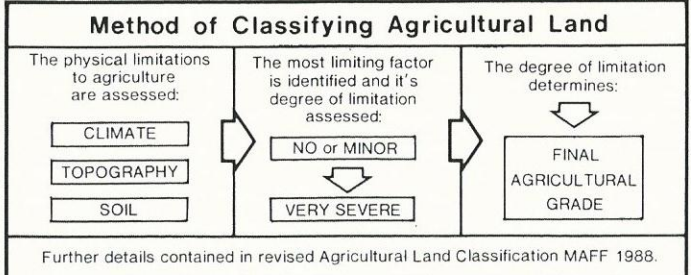 Method of Classifying Agricultural Land
The physical limitations
to agriculture
are assessed:
CLIMATE
TOPOGRAPHY
SOIL
The most limiting factor
is identified and it's
degree of limitation
assessed:
NO or MINOR
VERY SEVERE
The degree of limitation
determines:
FINAL
AGRICULTURAL
GRADE
Further details contained in revised Agricultural Land Classification MAFF 1988.